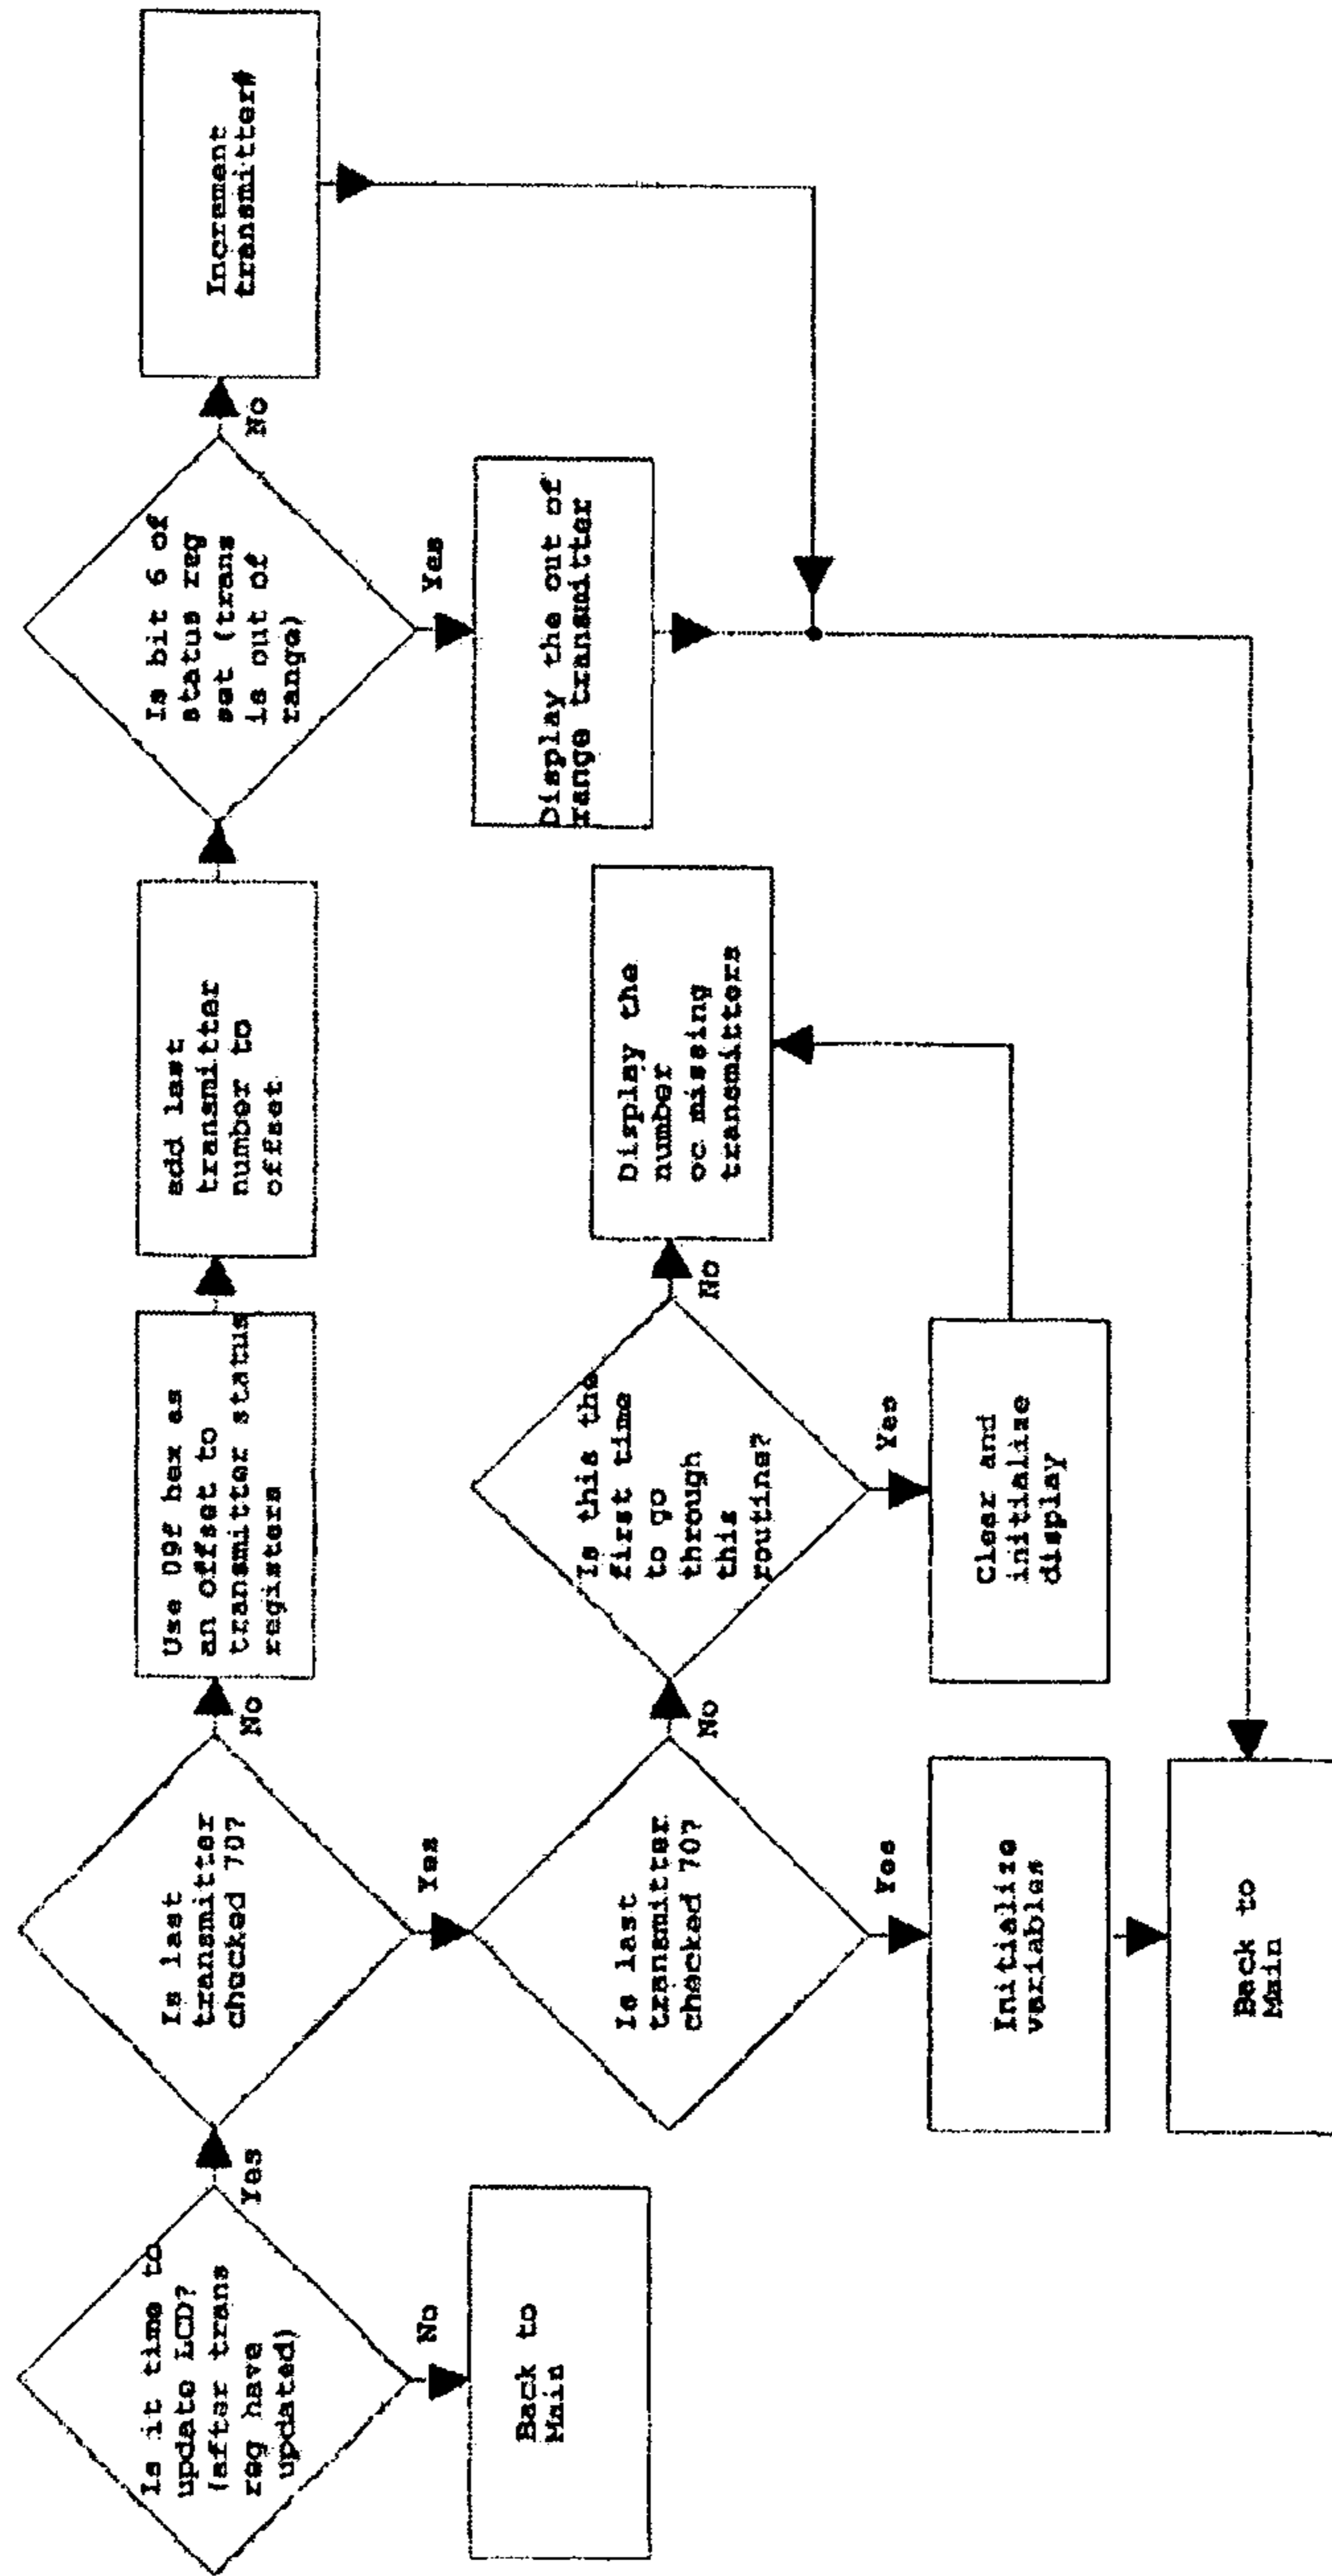 Is it time to
update LCD?
(after trans
reg have
updated)
Yes
No
Back to
Main
Is last
transmitter
checked 70?
No
Yes
Use 09f hex as
an offset to
transmitter status
registers
add last
transmitter
number to
offset
Is bit 6 of
status reg
set (trans
is out of
range)
No
Yes
Increment
transmitter#
Display the out of
range transmitter
Is last
transmitter
checked 70?
No
Yes
Is this the
first time
to go
through
this
routine?
No
Yes
Display the
number
oc missing
transmitters
Clear and
initialize
display
Initialize
variables
Back to
Main